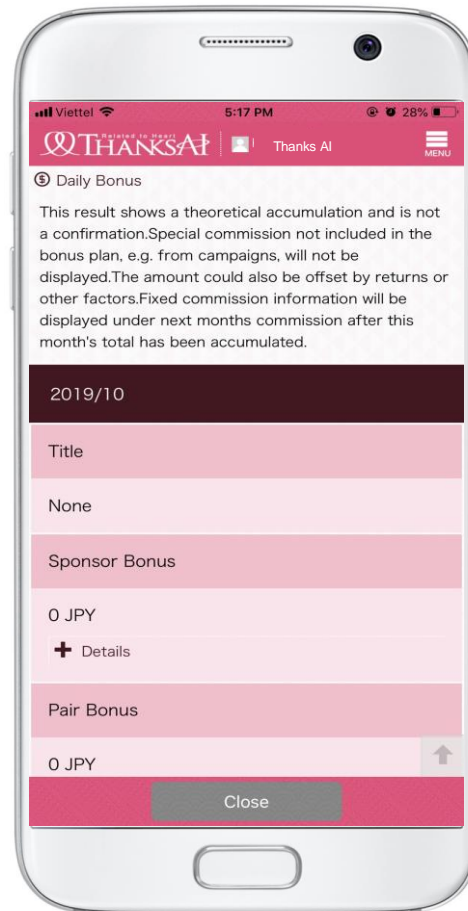 Viettel 5:17 PM 28%
Related to Heart
THANKSAI Thanks AI MENU
Daily Bonus
This result shows a theoretical accumulation and is not
a confirmation.Special commission not included in the
bonus plan, e.g. from campaigns, will not be
displayed.The amount could also be offset by returns or
other factors.Fixed commission information will be
displayed under next months commission after this
month's total has been accumulated.
2019/10
Title
None
Sponsor Bonus
0 JPY
+ Details
Pair Bonus
0 JPY
Close